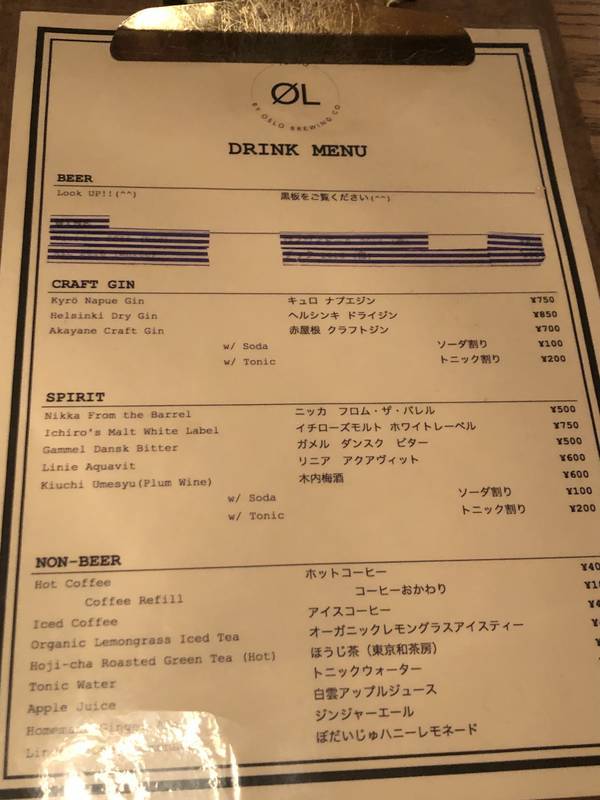 ØL
BY OSLO BREWING CO
DRINK MENU
BEER
Look UP!!(^^) 黒板をご覧ください(^^)
CRAFT GIN
Kyrö Napue Gin キュロ ナプエジン ¥750
Helsinki Dry Gin ヘルシンキ ドライジン ¥850
Akayane Craft Gin 赤屋根 クラフトジン ¥700
w/ Soda ソーダ割り ¥100
w/ Tonic トニック割り ¥200
SPIRIT
Nikka From the Barrel ニッカ フロム・ザ・バレル ¥500
Ichiro's Malt White Label イチローズモルト ホワイトレーベル ¥750
Gammel Dansk Bitter ガメル ダンスク ビター ¥500
Linie Aquavit リニア アクアヴィット ¥600
Kiuchi Umesyu(Plum Wine) 木内梅酒 ¥600
w/ Soda ソーダ割り ¥100
w/ Tonic トニック割り ¥200
NON-BEER
Hot Coffee ホットコーヒー
Coffee Refill コーヒーおかわり
Iced Coffee アイスコーヒー
Organic Lemongrass Iced Tea オーガニックレモングラスアイスティー
Hoji-cha Roasted Green Tea (Hot) ほうじ茶（東京和茶房）
Tonic Water トニックウォーター
Apple Juice 白雲アップルジュース
ジンジャーエール
ぼだいじゅハニーレモネード